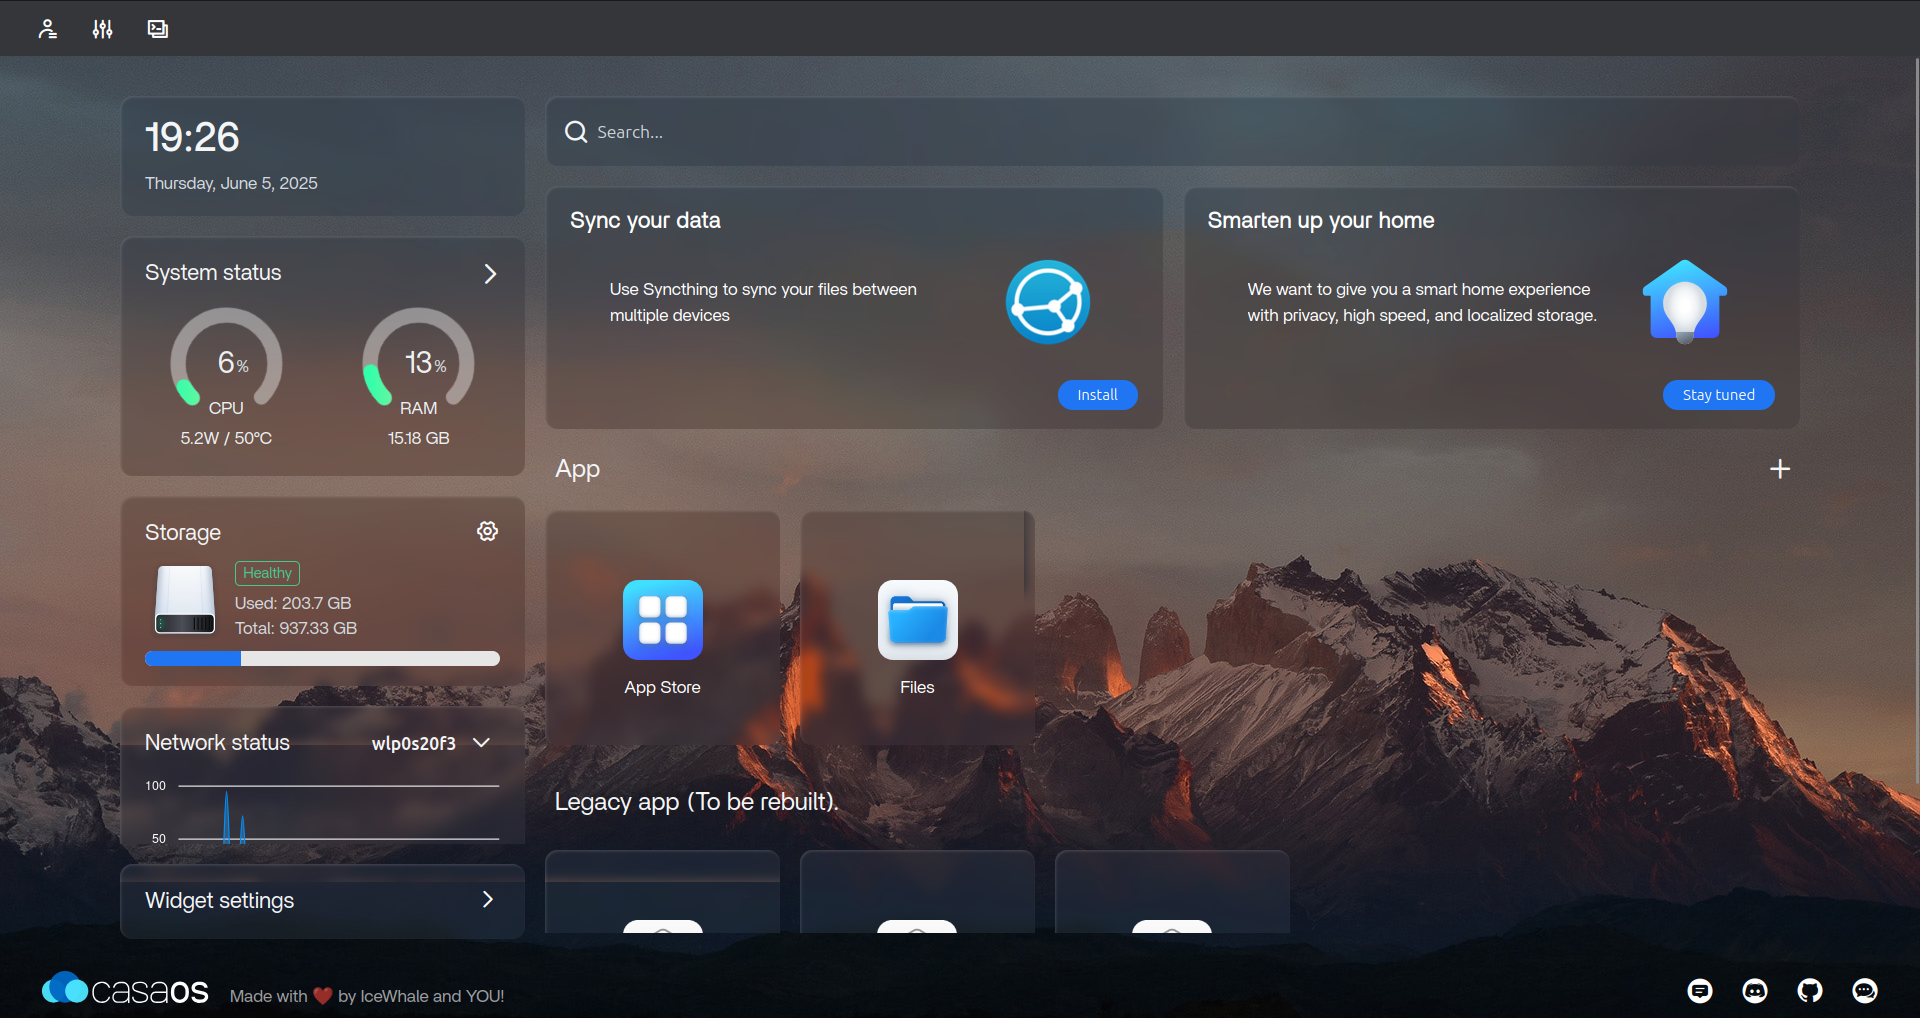 19:26
Thursday, June 5, 2025
Search...
System status
6%
CPU
5.2W / 50°C
13%
RAM
15.18 GB
Storage
Healthy
Used: 203.7 GB
Total: 937.33 GB
Network status
wlp0s20f3
100
50
Widget settings
Sync your data
Use Syncthing to sync your files between
multiple devices
Install
Smarten up your home
We want to give you a smart home experience
with privacy, high speed, and localized storage.
Stay tuned
App
App Store
Files
Legacy app (To be rebuilt).
casaos
Made with ❤️ by IceWhale and YOU!